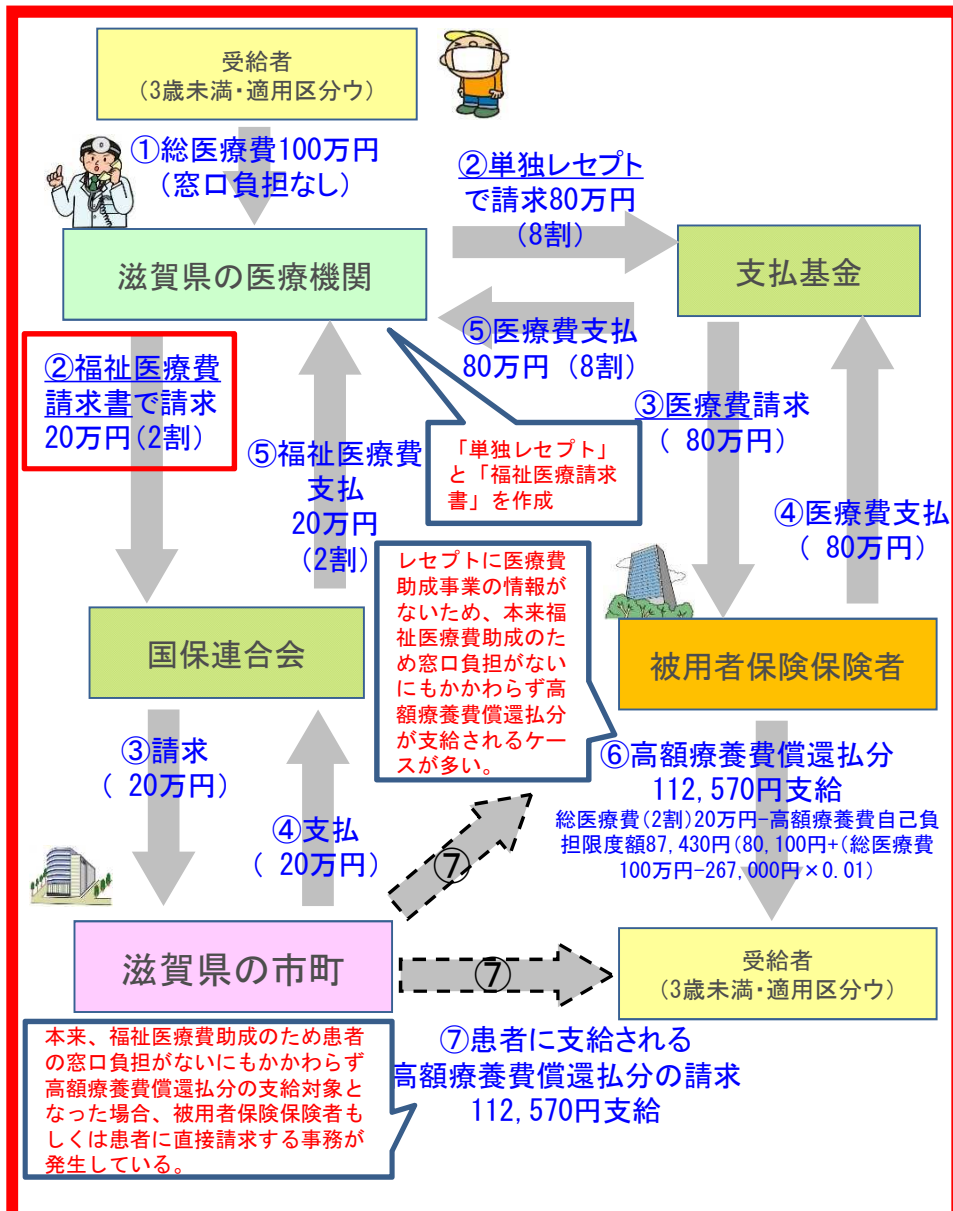 受給者
（3歳未満・適用区分ウ）
①総医療費100万円
（窓口負担なし）
②単独レセプト
で請求80万円
（8割）
滋賀県の医療機関
支払基金
⑤医療費支払
80万円（8割）
②福祉医療費
請求書で請求
20万円（2割）
③医療費請求
（ 80万円）
⑤福祉医療費
支払
20万円
（2割）
「単独レセプト」
と「福祉医療請求
書」を作成
④医療費支払
（ 80万円）
レセプトに医療費
助成事業の情報が
ないため、本来福
祉医療費助成のた
め窓口負担がない
にもかかわらず高
額療養費償還払分
が支給されるケー
スが多い。
国保連合会
被用者保険保険者
③請求
（ 20万円）
④支払
（ 20万円）
⑥高額療養費償還払分
112,570円支給
総医療費（2割）20万円−高額療養費自己負
担限度額87,430円（80,100円+（総医療費
100万円−267,000円×0.01）
⑦
滋賀県の市町
⑦
受給者
（3歳未満・適用区分ウ）
本来、福祉医療費助成のため患者
の窓口負担がないにもかかわらず
高額療養費償還払分の支給対象と
なった場合、被用者保険保険者も
しくは患者に直接請求する事務が
発生している。
⑦患者に支給される
高額療養費償還払分の請求
112,570円支給